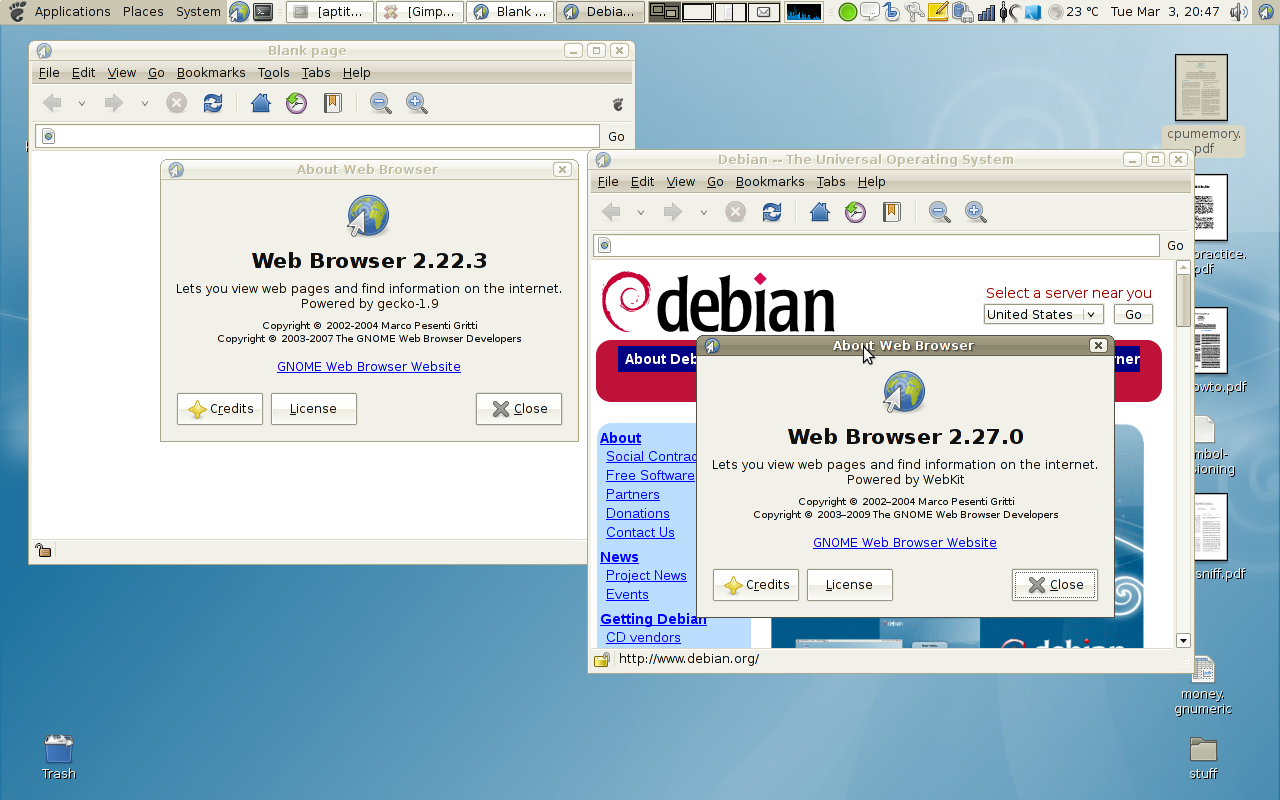 Applications Places System [aptit... [Gimp... Blank ... Debia... 23 °C Tue Mar 3, 20:47
Blank page
File Edit View Go Bookmarks Tools Tabs Help
Go
About Web Browser
Web Browser 2.22.3
Lets you view web pages and find information on the internet.
Powered by gecko-1.9
Copyright © 2002-2004 Marco Pesenti Gritti
Copyright © 2003-2007 The GNOME Web Browser Developers
GNOME Web Browser Website
Credits License Close
Debian -- The Universal Operating System
File Edit View Go Bookmarks Tabs Help
Go
debian
Select a server near you
United States Go
About Deb
rner
About
Social Contrac
Free Software
Partners
Donations
Contact Us
News
Project News
Events
Getting Debian
CD vendors
http://www.debian.org/
About Web Browser
Web Browser 2.27.0
Lets you view web pages and find information on the internet.
Powered by WebKit
Copyright © 2002–2004 Marco Pesenti Gritti
Copyright © 2003–2009 The GNOME Web Browser Developers
GNOME Web Browser Website
Credits License Close
debian
cpumemory.
pdf
practice.
pdf
owto.pdf
mbol-
sioning
sniff.pdf
money.
gnumeric
stuff
Trash